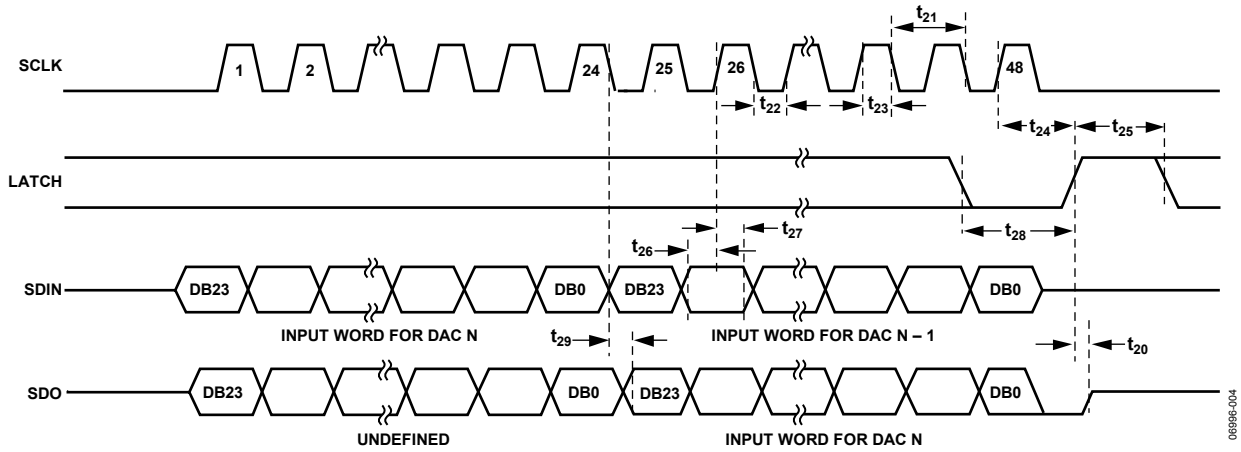 t21
SCLK
1
2
24
25
26
48
t22
t23
t24
t25
LATCH
t28
t26
t27
SDIN
DB23
DB0
DB23
DB0
INPUT WORD FOR DAC N
INPUT WORD FOR DAC N – 1
t29
t20
SDO
DB23
DB0
DB23
DB0
UNDEFINED
INPUT WORD FOR DAC N
06996-004